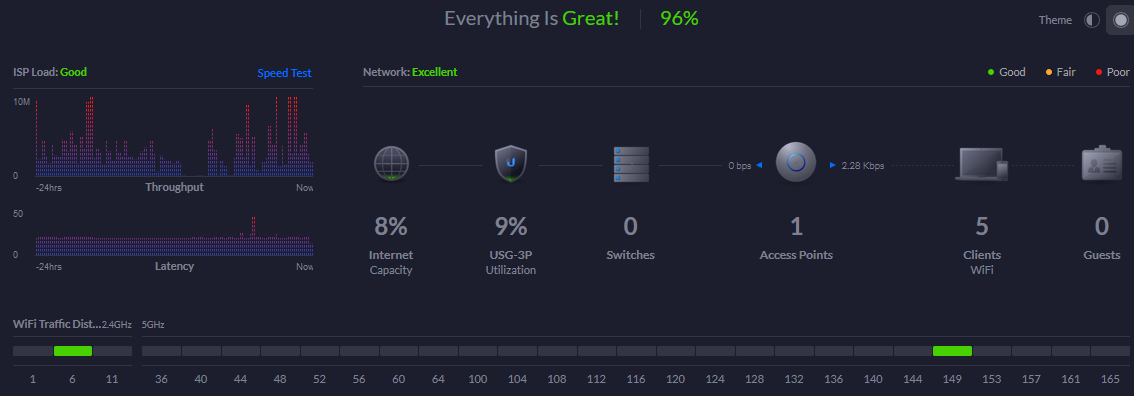 Everything Is Great! 96%
Theme
ISP Load: Good
Speed Test
Network: Excellent
Good
Fair
Poor
10M
0
-24hrs
Throughput
Now
50
0
-24hrs
Latency
Now
0 bps
2.28 Kbps
8%
Internet
Capacity
9%
USG-3P
Utilization
0
Switches
1
Access Points
5
Clients
WiFi
0
Guests
WiFi Traffic Dist...2.4GHz
5GHz
1 6 11 36 40 44 48 52 56 60 64 100 104 108 112 116 120 124 128 132 136 140 144 149 153 157 161 165